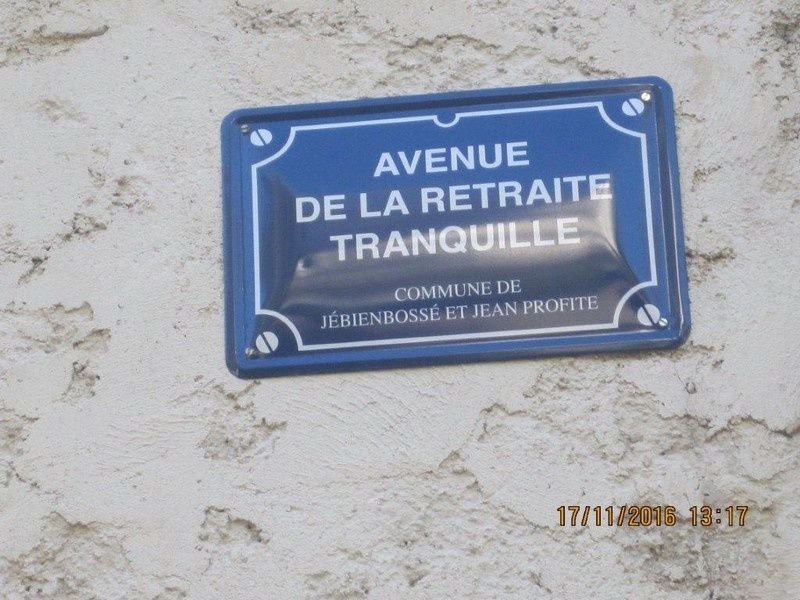 AVENUE
DE LA RETRAITE
TRANQUILLE
COMMUNE DE
JÉBIENBOSSÉ ET JEAN PROFITE
17/11/2016 13:17